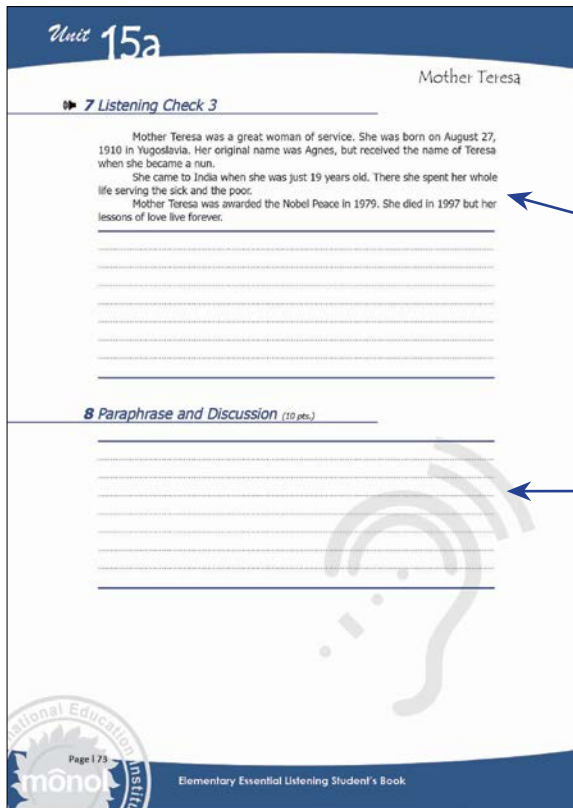 Unit 15a
Mother Teresa
7 Listening Check 3
Mother Teresa was a great woman of service. She was born on August 27,
1910 in Yugoslavia. Her original name was Agnes, but received the name of Teresa
when she became a nun.
She came to India when she was just 19 years old. There she spent her whole
life serving the sick and the poor.
Mother Teresa was awarded the Nobel Peace in 1979. She died in 1997 but her
lessons of love live forever.
8 Paraphrase and Discussion (10 pts.)
national Education Institu
Page | 73
mônol
Elementary Essential Listening Student's Book